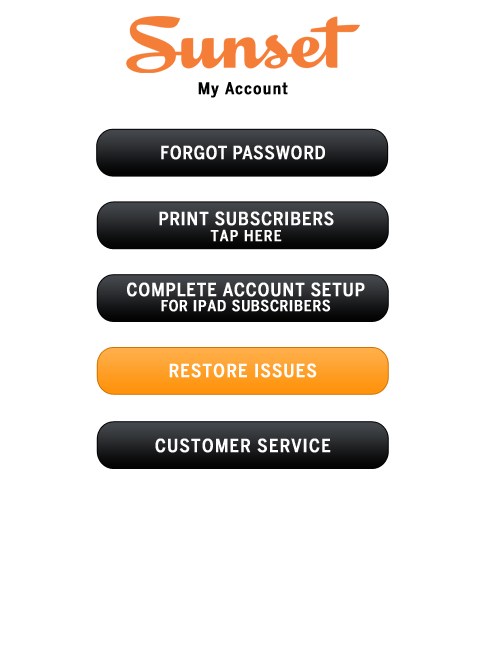 Sunset
My Account
FORGOT PASSWORD
PRINT SUBSCRIBERS
TAP HERE
COMPLETE ACCOUNT SETUP
FOR IPAD SUBSCRIBERS
RESTORE ISSUES
CUSTOMER SERVICE